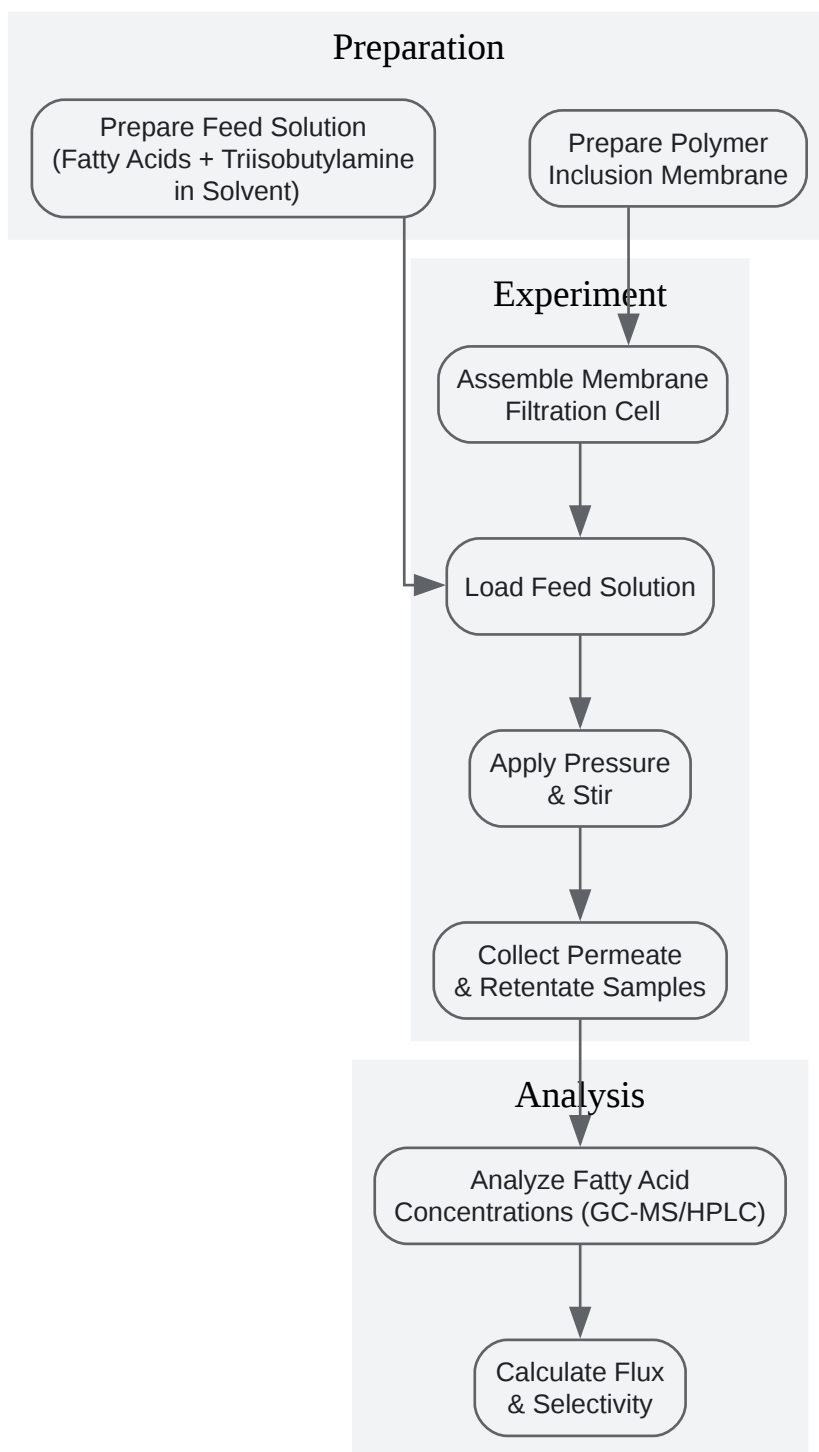 Preparation
Prepare Feed Solution
(Fatty Acids + Triisobutylamine
in Solvent)
Prepare Polymer
Inclusion Membrane
Experiment
Assemble Membrane
Filtration Cell
Load Feed Solution
Apply Pressure
& Stir
Collect Permeate
& Retentate Samples
Analysis
Analyze Fatty Acid
Concentrations (GC-MS/HPLC)
Calculate Flux
& Selectivity